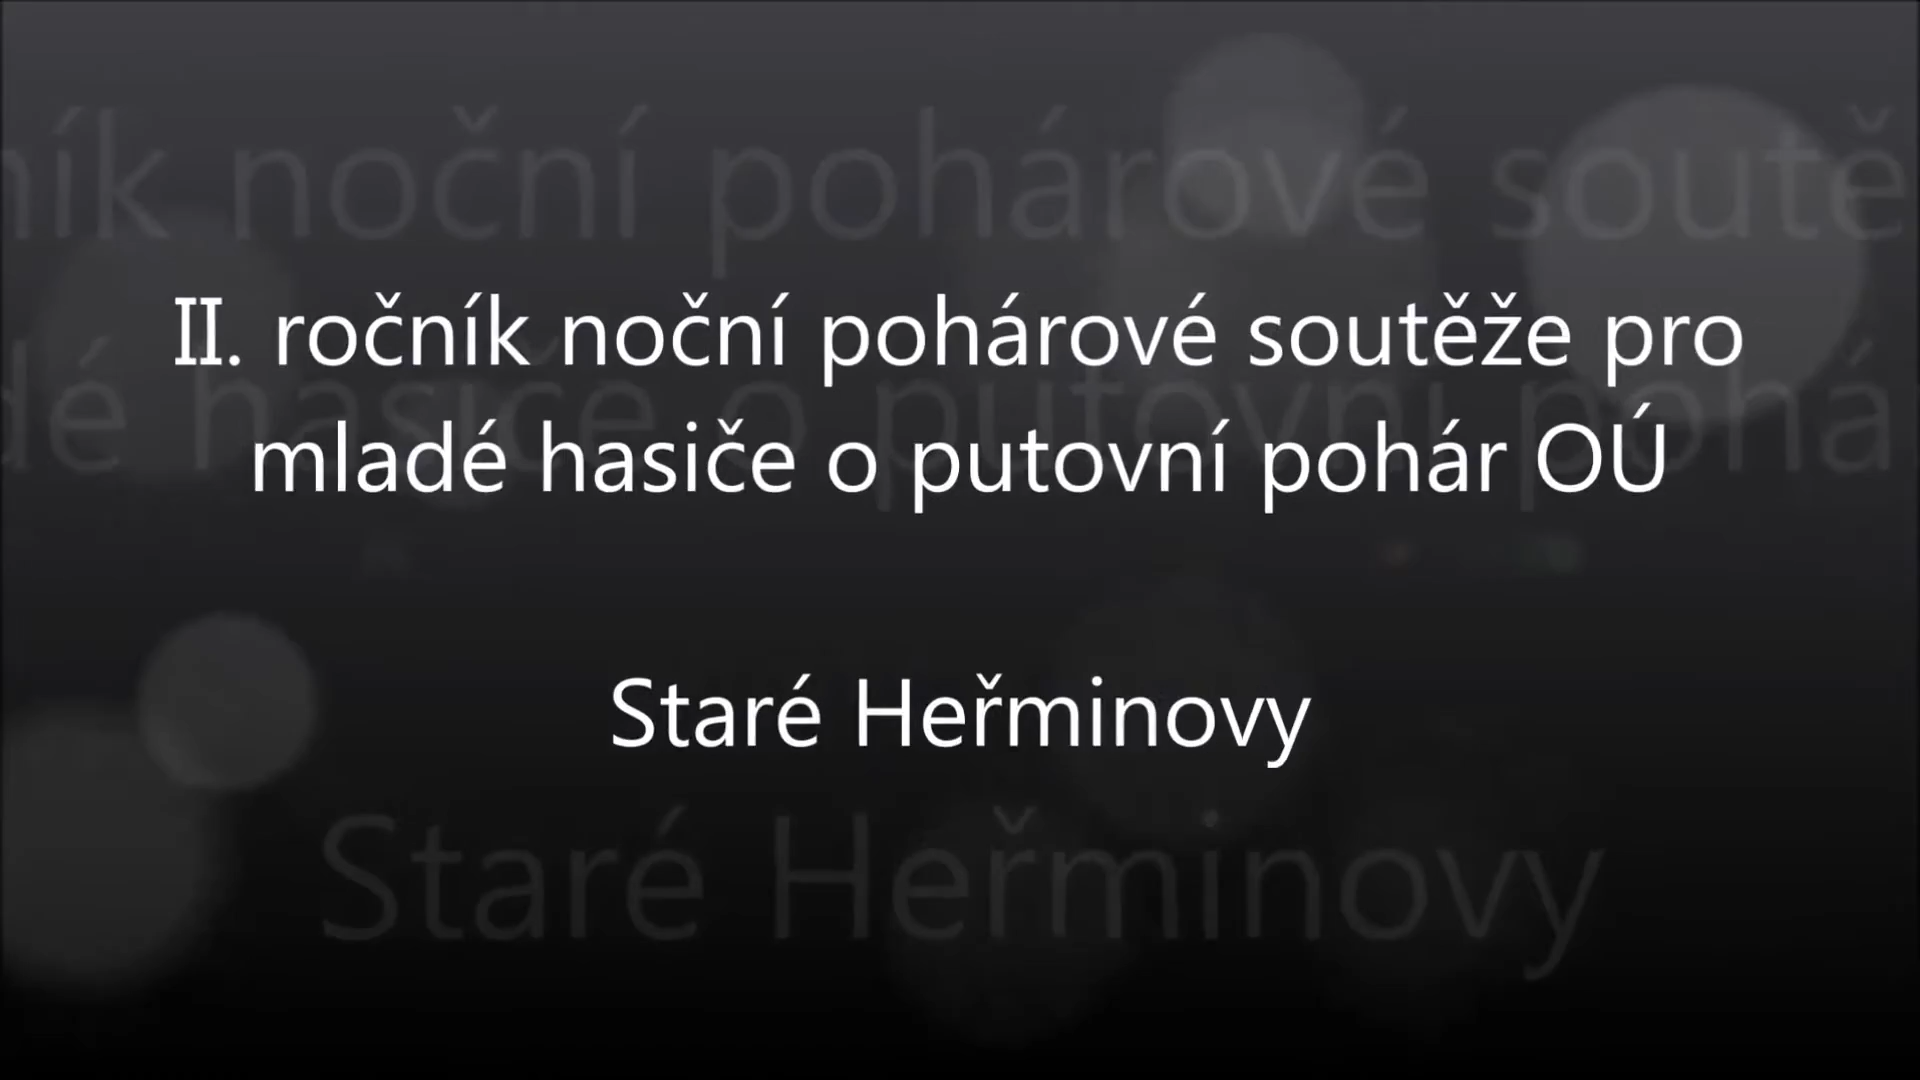 II. ročník noční pohárové soutěže pro
mladé hasiče o putovní pohár OÚ
Staré Heřminovy